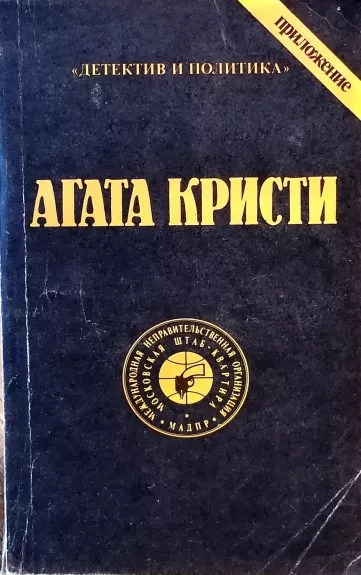 приложение
«ДЕТЕКТИВ И ПОЛИТИКА»
АГАТА КРИСТИ
МЕЖДУНАРОДНАЯ НЕПРАВИТЕЛЬСТВЕННАЯ ОРГАНИЗАЦИЯ
МОСКОВСКАЯ ШТАБ-КВАРТИРА
• МАДПР •